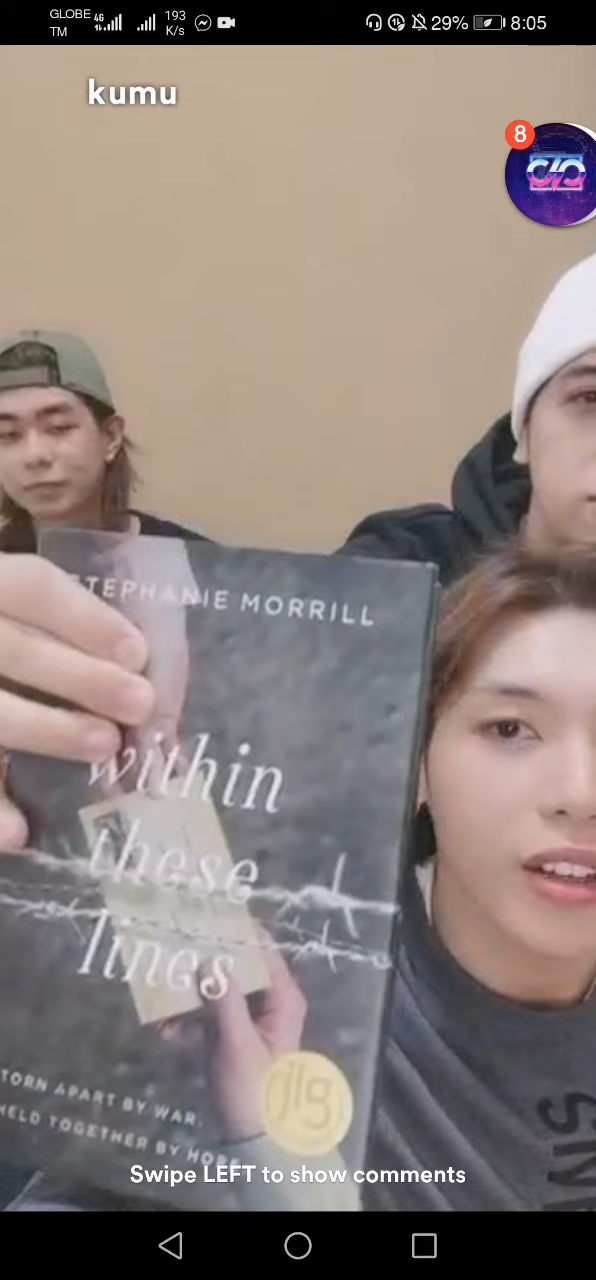 GLOBE
TM
4G
193
K/s
29%
8:05
kumu
8
STEPHANIE MORRILL
within
these
lines
jlg
TORN APART BY WAR.
HELD TOGETHER BY HOPE
Swipe LEFT to show comments